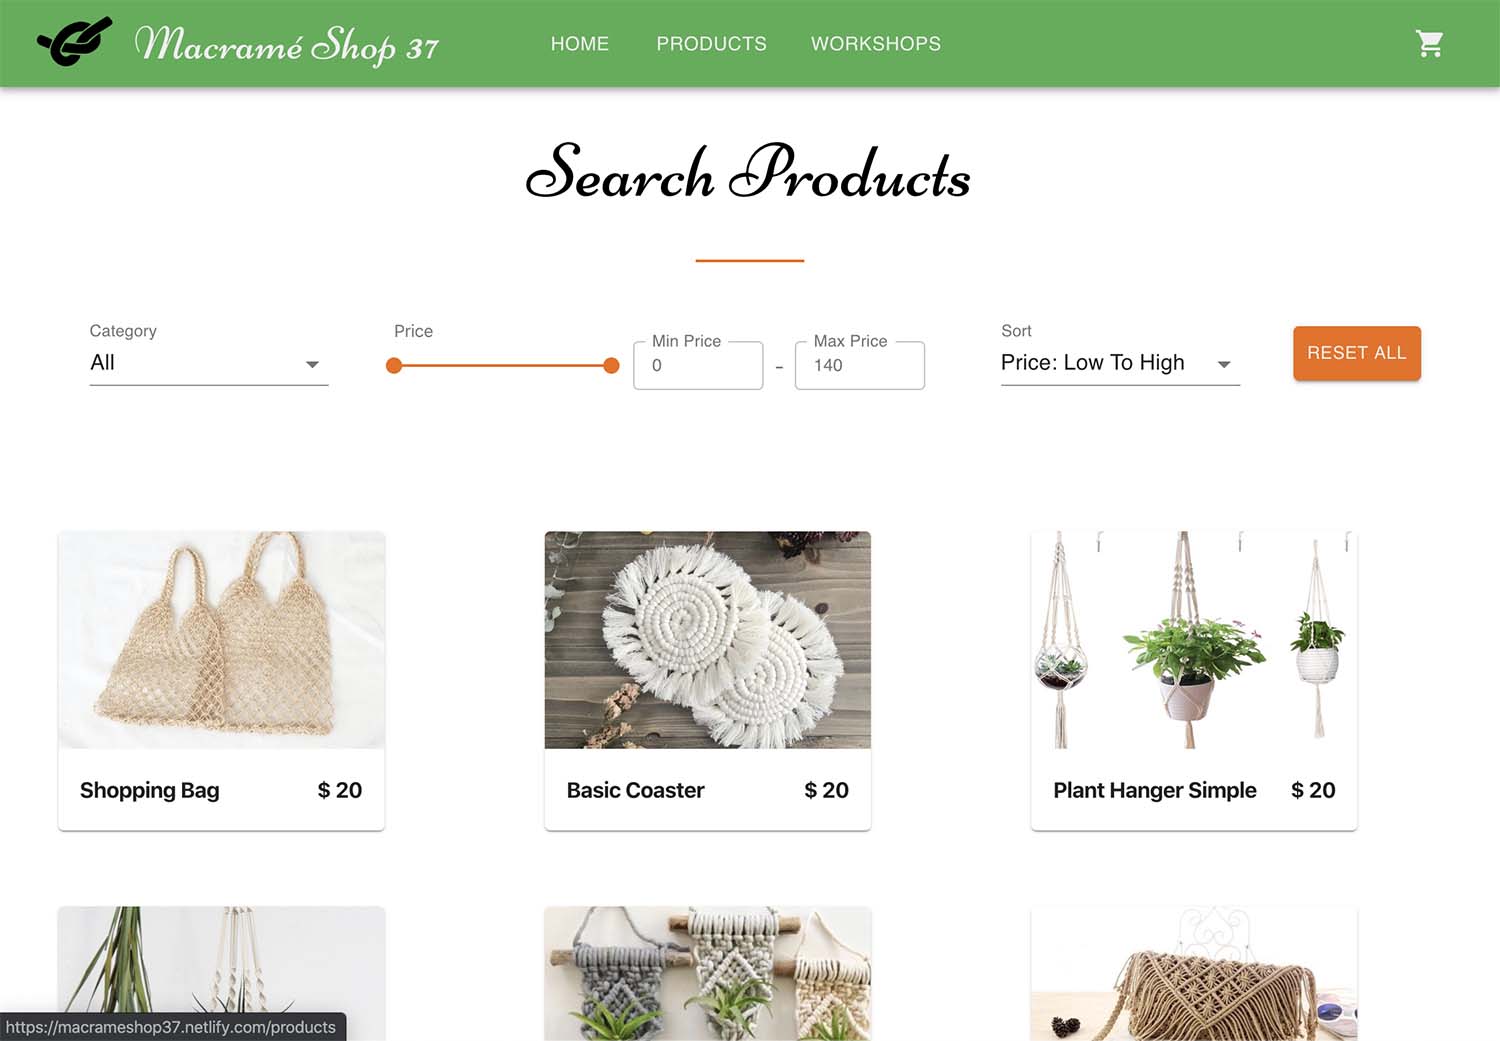 Macramé Shop 37
HOME PRODUCTS WORKSHOPS
Search Products
Category
All
Price
Min Price
0
-
Max Price
140
Sort
Price: Low To High
RESET ALL
Shopping Bag $ 20
Basic Coaster $ 20
Plant Hanger Simple $ 20
https://macrameshop37.netlify.com/products